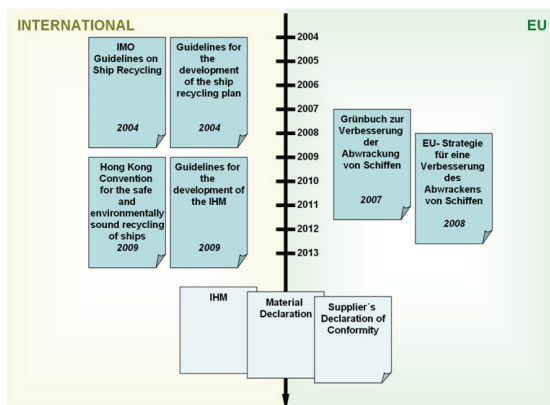 INTERNATIONAL
EU
IMO
Guidelines on
Ship Recycling
2004
Guidelines for
the
development
of the ship
recycling plan
2004
Hong Kong
Convention
for the safe
and
environmentally
sound recycling
of ships
2009
Guidelines for
the
development of
the IHM
2009
2004
2005
2006
2007
2008
2009
2010
2011
2012
2013
Grünbuch zur
Verbesserung
der
Abwrackung
von Schiffen
2007
EU- Strategie
für eine
Verbesserung
des
Abwrackens
von Schiffen
2008
IHM
Material
Declaration
Supplier´s
Declaration of
Conformity